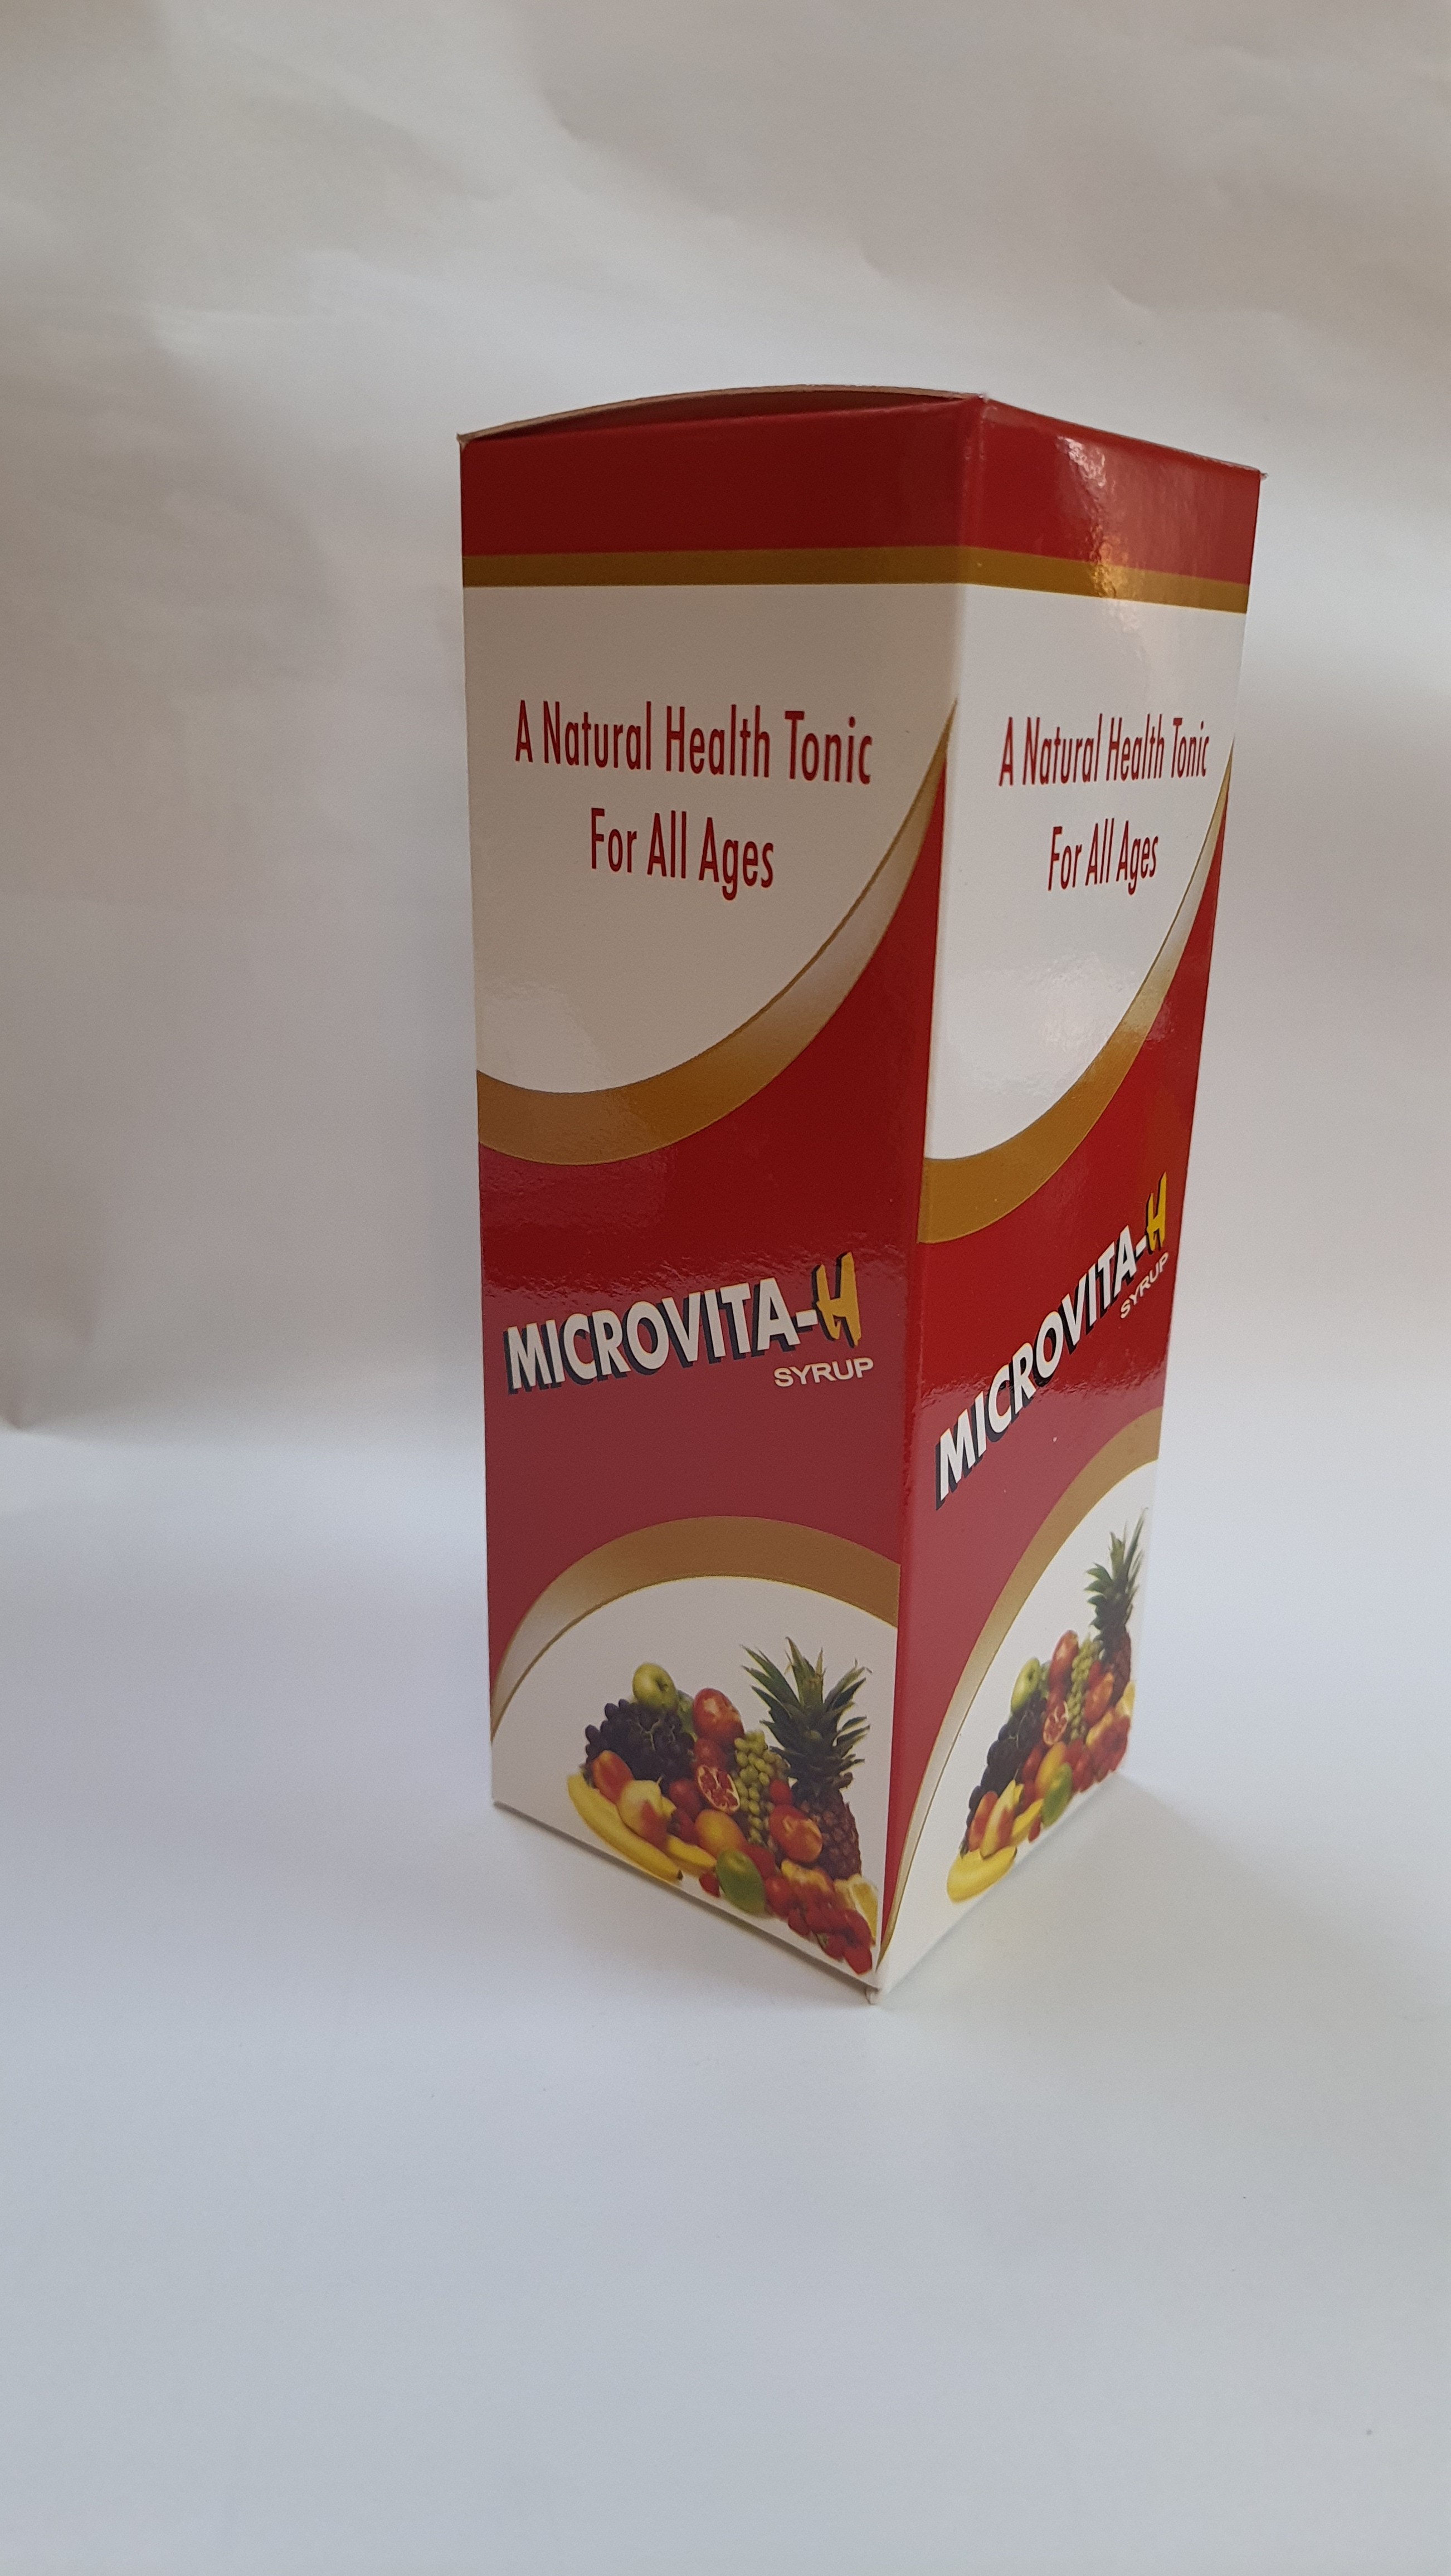 A Natural Health Tonic
For All Ages
MICROVITA-H
SYRUP
A Natural Health Tonic
For All Ages
MICROVITA-H
SYRUP